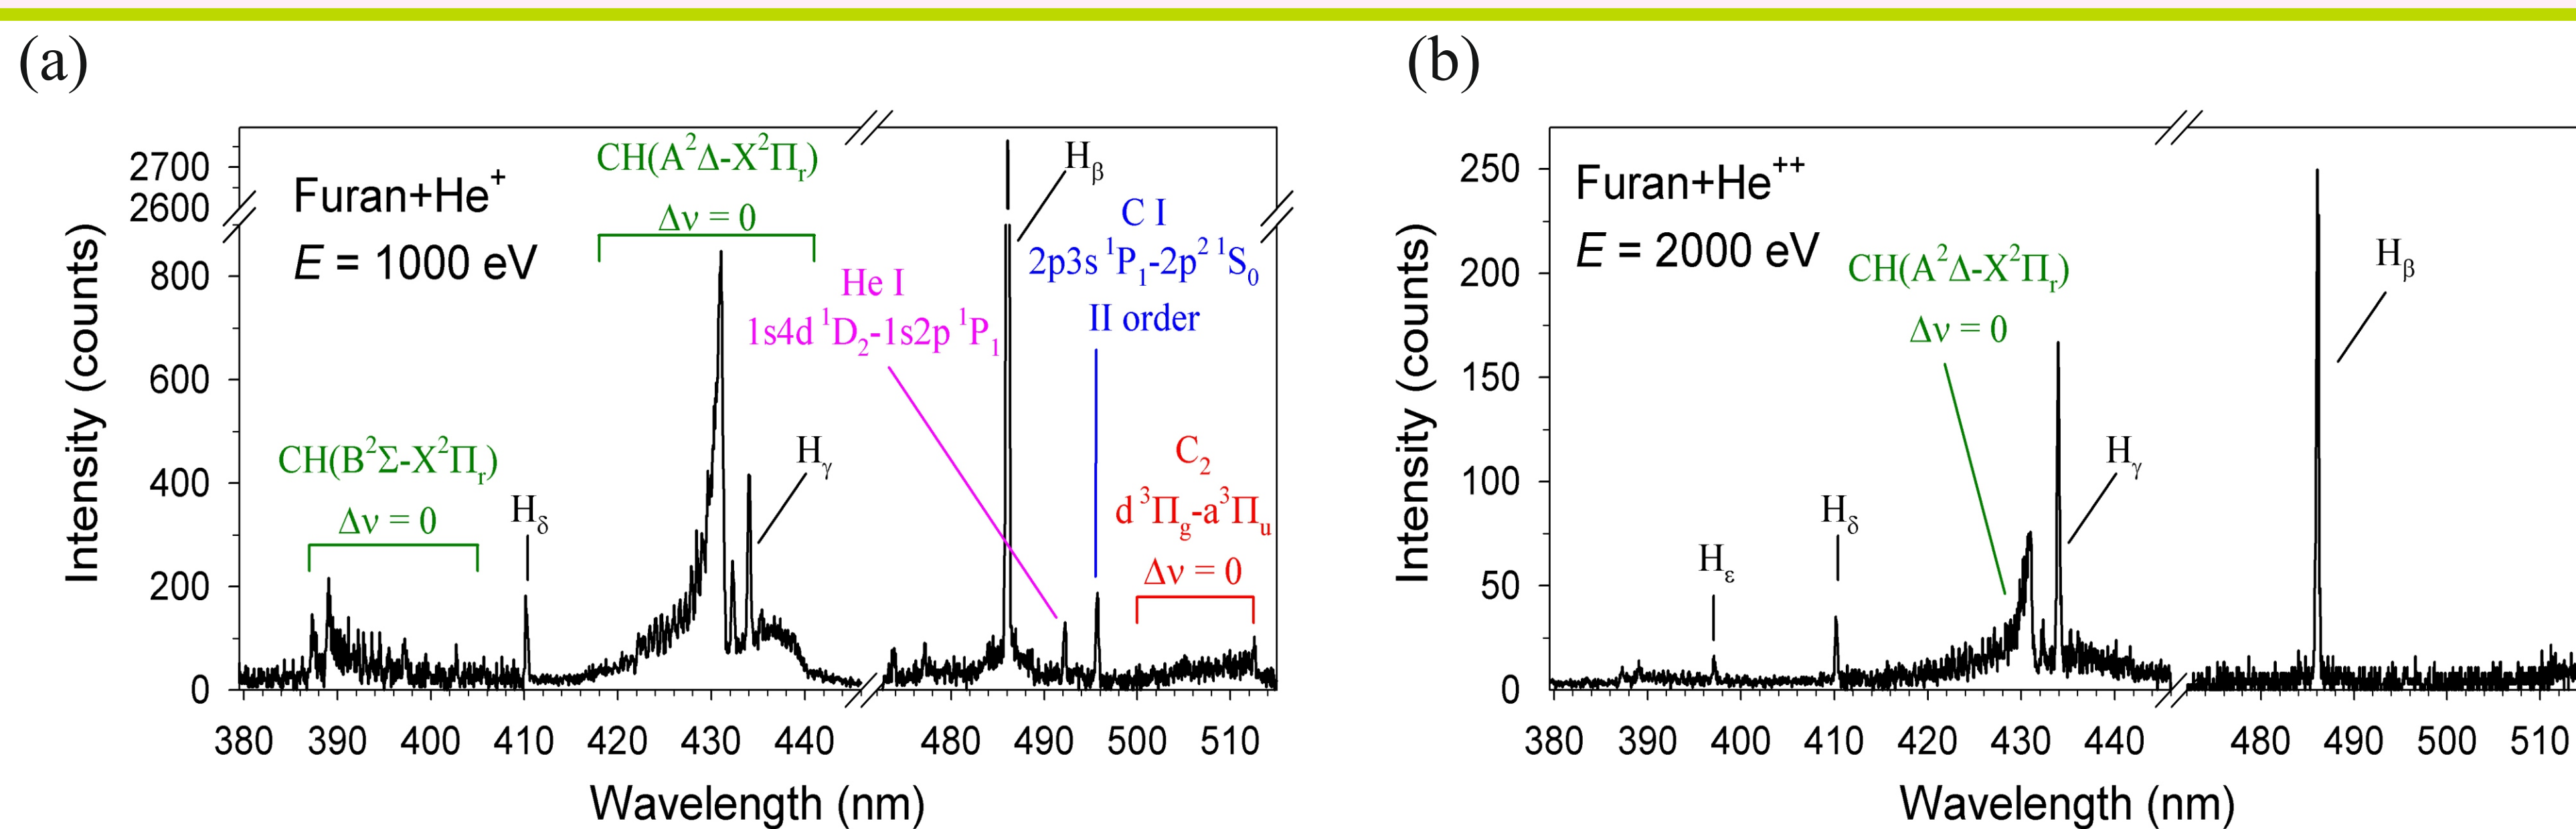 (a)
Furan+He⁺
E = 1000 eV
CH(A²Δ-X²Πᵣ)
Δν = 0
CH(B²Σ-X²Πᵣ)
Δν = 0
Hδ
Hγ
Hβ
He I
1s4d ¹D₂-1s2p ¹P₁
C I
2p3s ¹P₁-2p² ¹S₀
II order
C₂
d ³Πg-a³Πu
Δν = 0
Intensity (counts)
2700
2600
800
600
400
200
0
380 390 400 410 420 430 440 480 490 500 510
Wavelength (nm)
(b)
Furan+He⁺⁺
E = 2000 eV
CH(A²Δ-X²Πᵣ)
Δν = 0
Hε
Hδ
Hγ
Hβ
Intensity (counts)
250
200
150
100
50
0
380 390 400 410 420 430 440 480 490 500 510
Wavelength (nm)